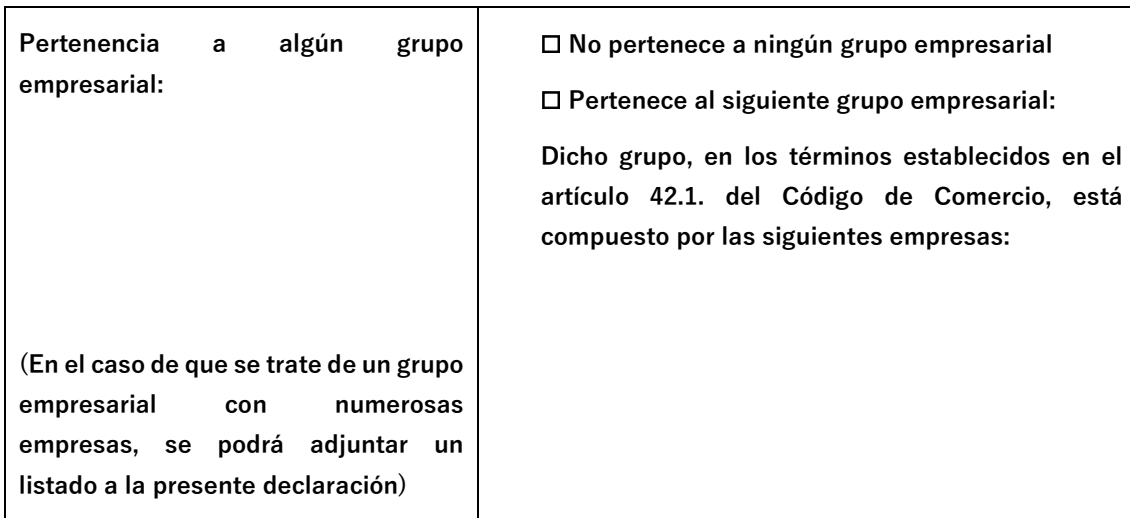 Pertenencia a algún grupo
empresarial:
(En el caso de que se trate de un grupo
empresarial con numerosas
empresas, se podrá adjuntar un
listado a la presente declaración)
☐ No pertenece a ningún grupo empresarial
☐ Pertenece al siguiente grupo empresarial:
Dicho grupo, en los términos establecidos en el
artículo 42.1. del Código de Comercio, está
compuesto por las siguientes empresas: